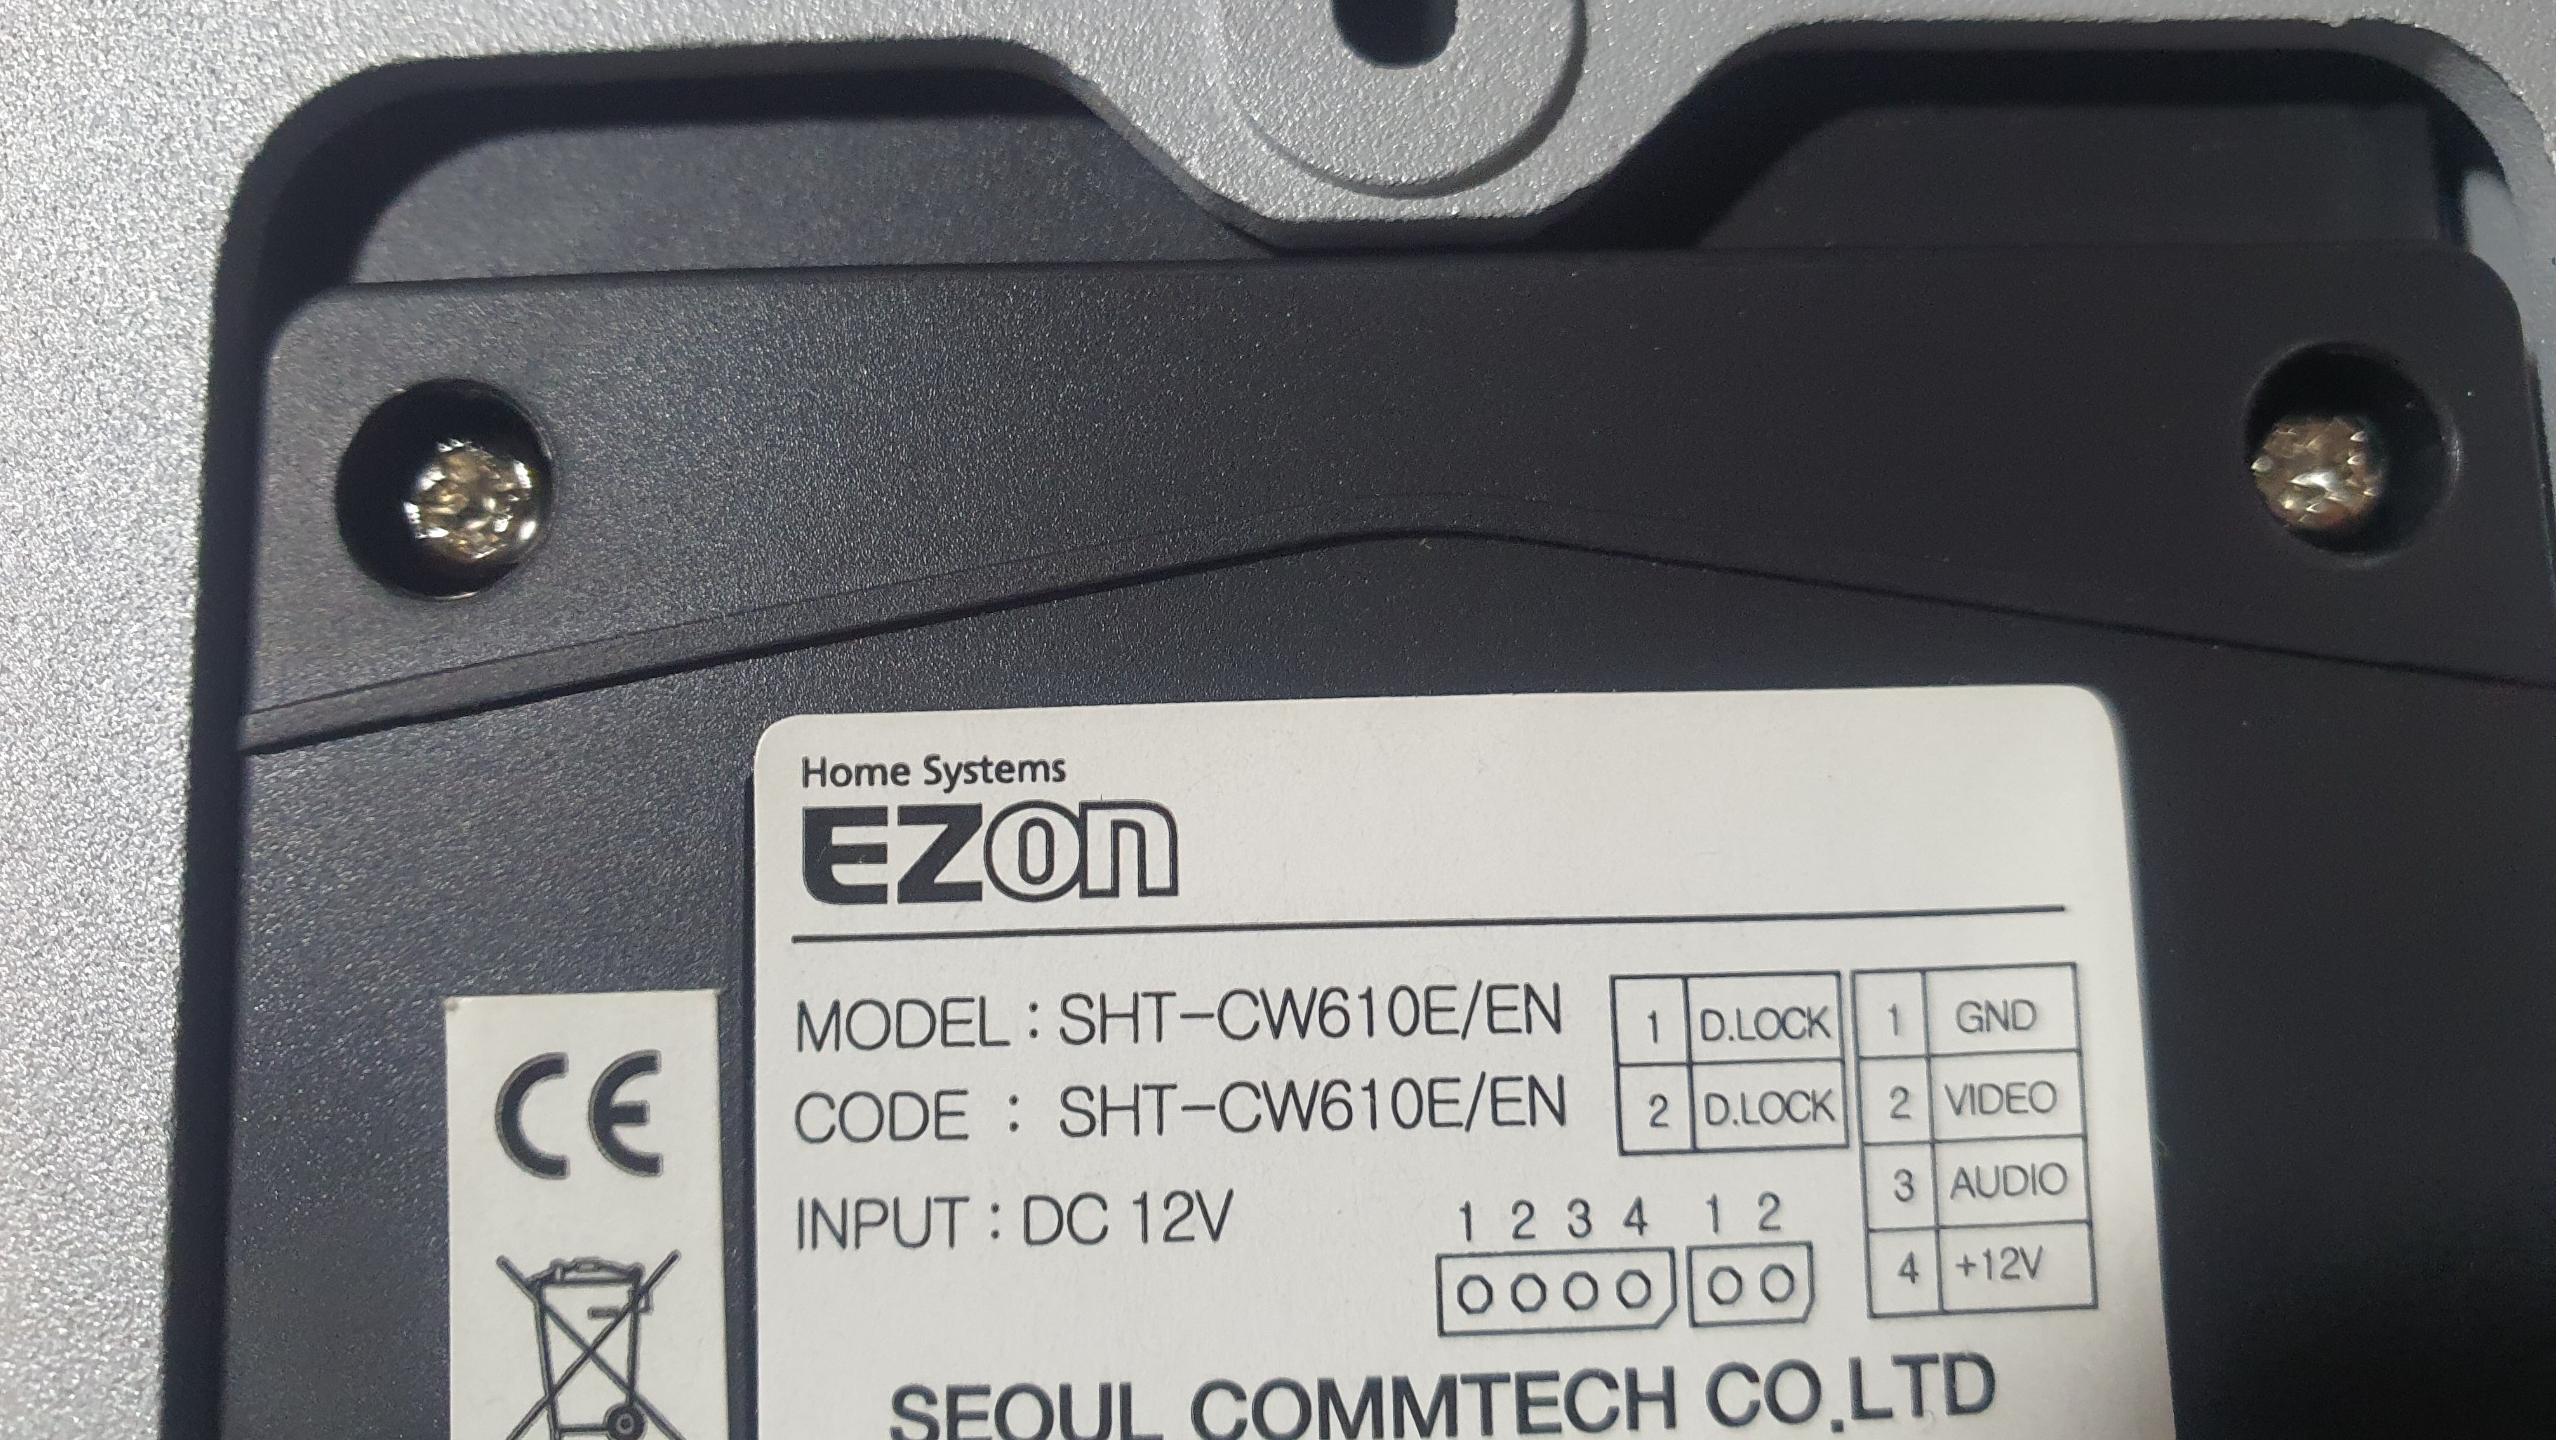 Home Systems
EZon
MODEL : SHT-CW610E/EN
CODE : SHT-CW610E/EN
INPUT : DC 12V
1 D.LOCK
2 D.LOCK
1 GND
2 VIDEO
3 AUDIO
4 +12V
1 2 3 4 1 2
SEOUL COMMTECH CO.LTD
CE